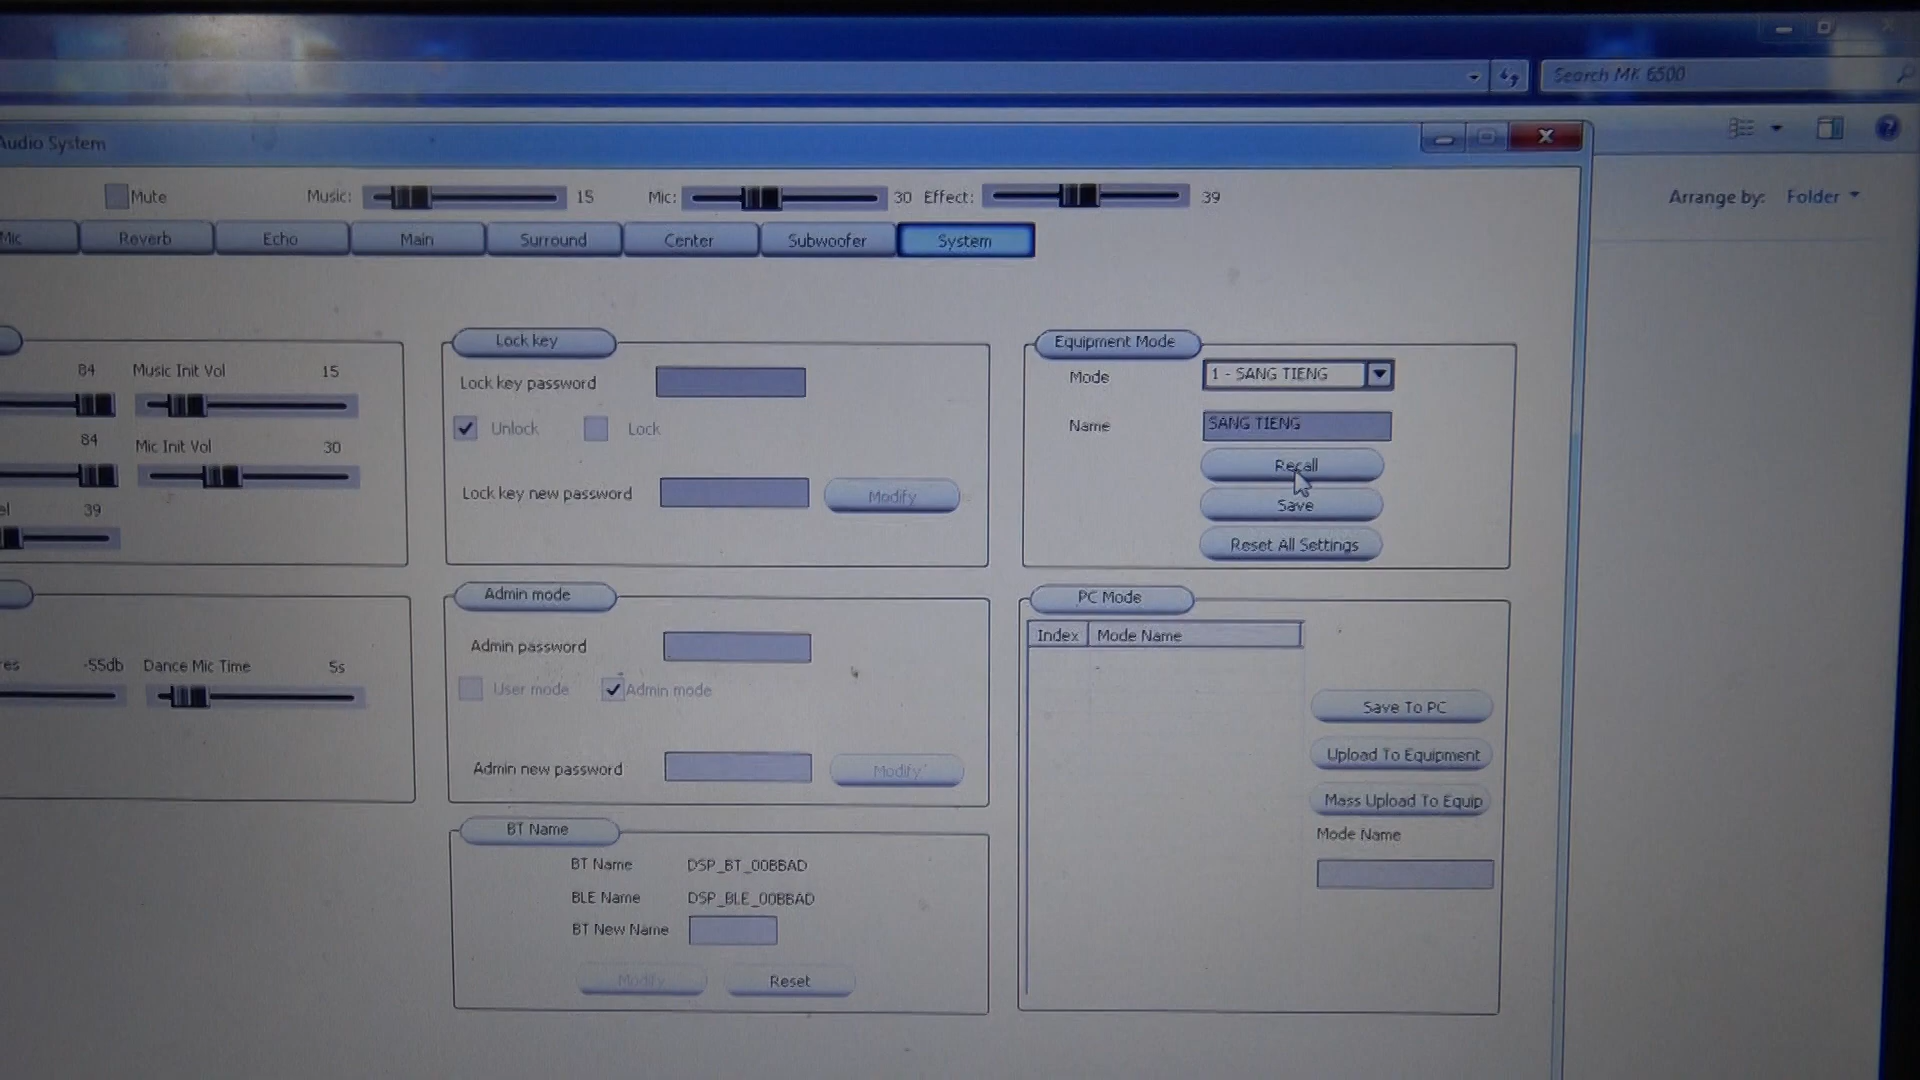 Search MK 6500
Audio System
Arrange by: Folder
Mute
Music:
15
Mic:
30
Effect:
39
Mic
Reverb
Echo
Main
Surround
Center
Subwoofer
System
84
Music Init Vol
15
84
Mic Init Vol
30
39
Lock key
Lock key password
Unlock
Lock
Lock key new password
Modify
Equipment Mode
Mode
1 - SANG TIENG
Name
SANG TIENG
Recall
Save
Reset All Settings
-55db
Dance Mic Time
5s
Admin mode
Admin password
User mode
Admin mode
Admin new password
Modify
PC Mode
Index
Mode Name
Save To PC
Upload To Equipment
Mass Upload To Equip
Mode Name
BT Name
BT Name
DSP_BT_00BBAD
BLE Name
DSP_BLE_00BBAD
BT New Name
Modify
Reset